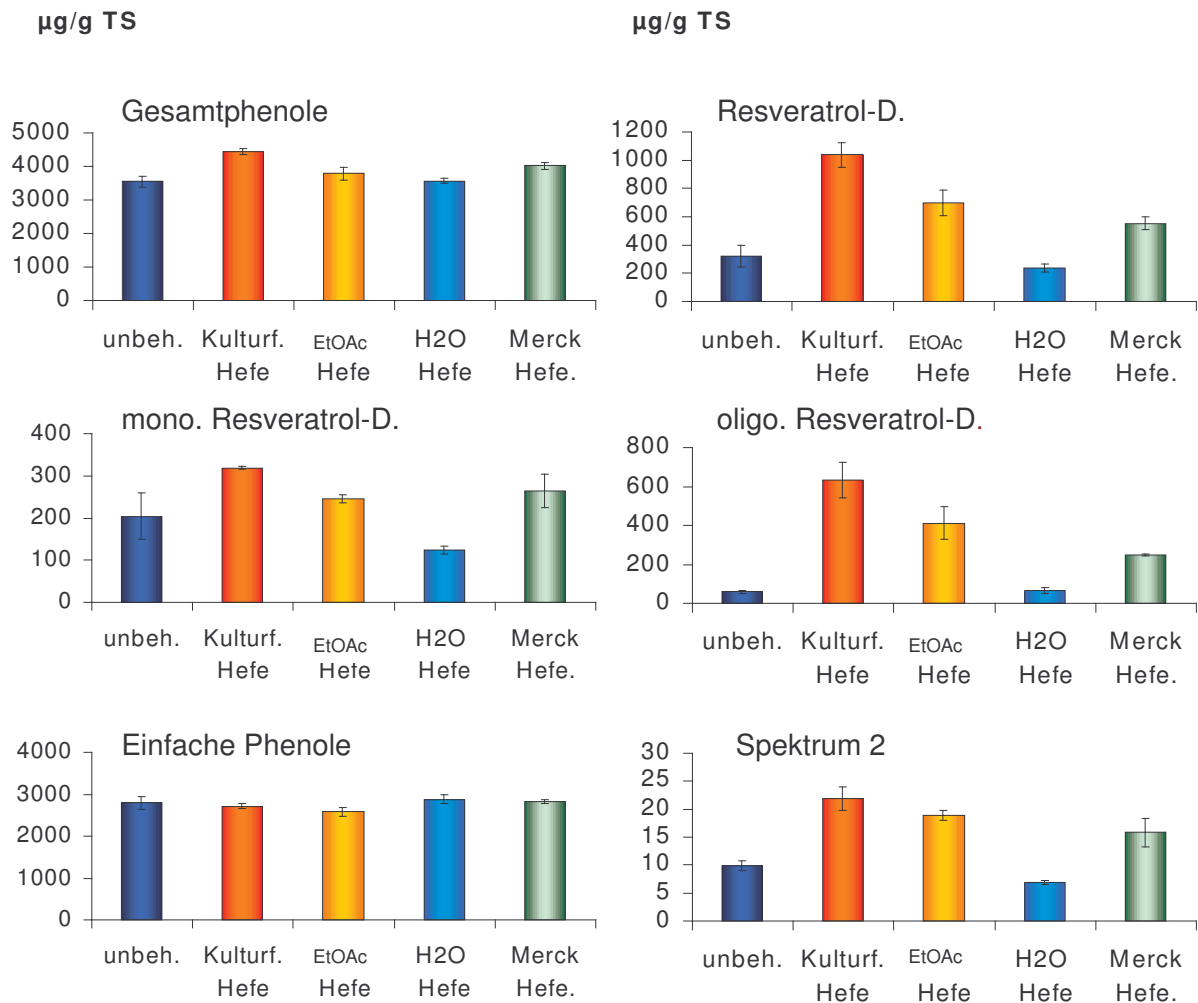 µg/g TS
µg/g TS
Gesamtphenole
5000
4000
3000
2000
1000
0
unbeh. Kulturf. EtOAc H2O Merck
Hefe Hefe Hefe Hefe.
Resveratrol-D.
1200
1000
800
600
400
200
0
unbeh. Kulturf. EtOAc H2O Merck
Hefe Hefe Hefe Hefe.
mono. Resveratrol-D.
400
300
200
100
0
unbeh. Kulturf. EtOAc H2O Merck
Hefe Hefe Hefe Hefe.
oligo. Resveratrol-D.
800
600
400
200
0
unbeh. Kulturf. EtOAc H2O Merck
Hefe Hefe Hefe Hefe.
Einfache Phenole
4000
3000
2000
1000
0
unbeh. Kulturf. EtOAc H2O Merck
Hefe Hefe Hefe Hefe.
Spektrum 2
30
25
20
15
10
5
0
unbeh. Kulturf. EtOAc H2O Merck
Hefe Hefe Hefe Hefe.